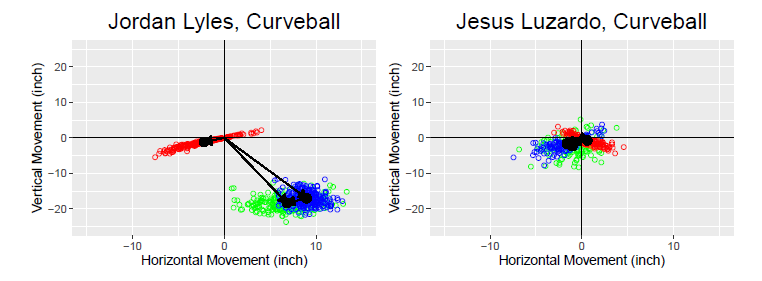 Jordan Lyles, Curveball
Vertical Movement (inch)
20
10
0
−10
−20
−10
0
10
Horizontal Movement (inch)
Jesus Luzardo, Curveball
Vertical Movement (inch)
20
10
0
−10
−20
−10
0
10
Horizontal Movement (inch)